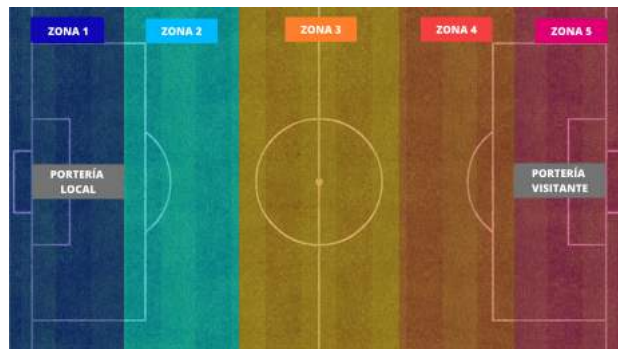 ZONA 1
ZONA 2
ZONA 3
ZONA 4
ZONA 5
PORTERÍA
LOCAL
PORTERÍA
VISITANTE